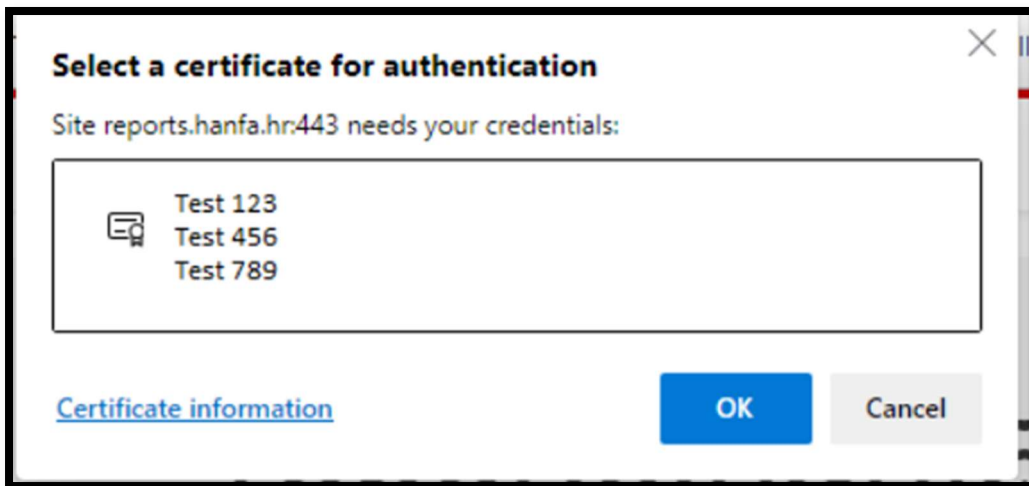 Select a certificate for authentication
Site reports.hanfa.hr:443 needs your credentials:
Test 123
Test 456
Test 789
Certificate information
OK
Cancel